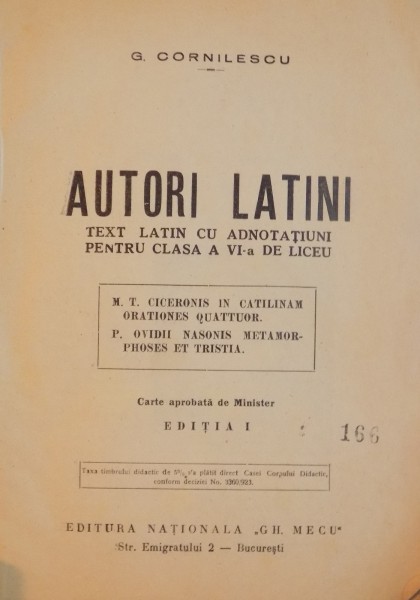 G. CORNILESCU
AUTORI LATINI
TEXT LATIN CU ADNOTAȚIUNI
PENTRU CLASA A VI-a DE LICEU
M. T. CICERONIS IN CATILINAM
ORATIONES QUATTUOR.
P. OVIDII NASONIS METAMOR-
PHOSES ET TRISTIA.
Carte aprobată de Minister
EDIȚIA I
166
Taxa timbrului didactic de 5% s'a plătit direct Casei Corpului Didactic,
conform deciziei No.
EDITURA NAȚIONALA „GH. MECU"
Str. Emigratului 2 — București